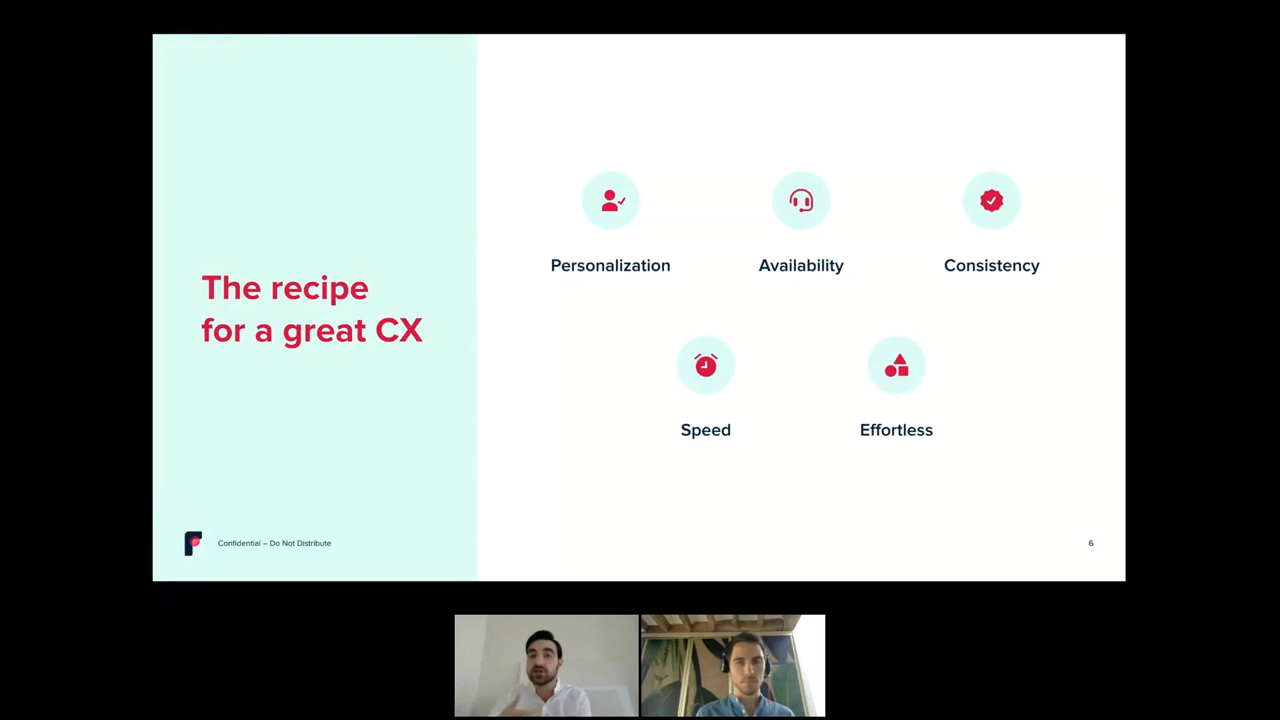 The recipe
for a great CX
Personalization
Availability
Consistency
Speed
Effortless
Confidential – Do Not Distribute
6